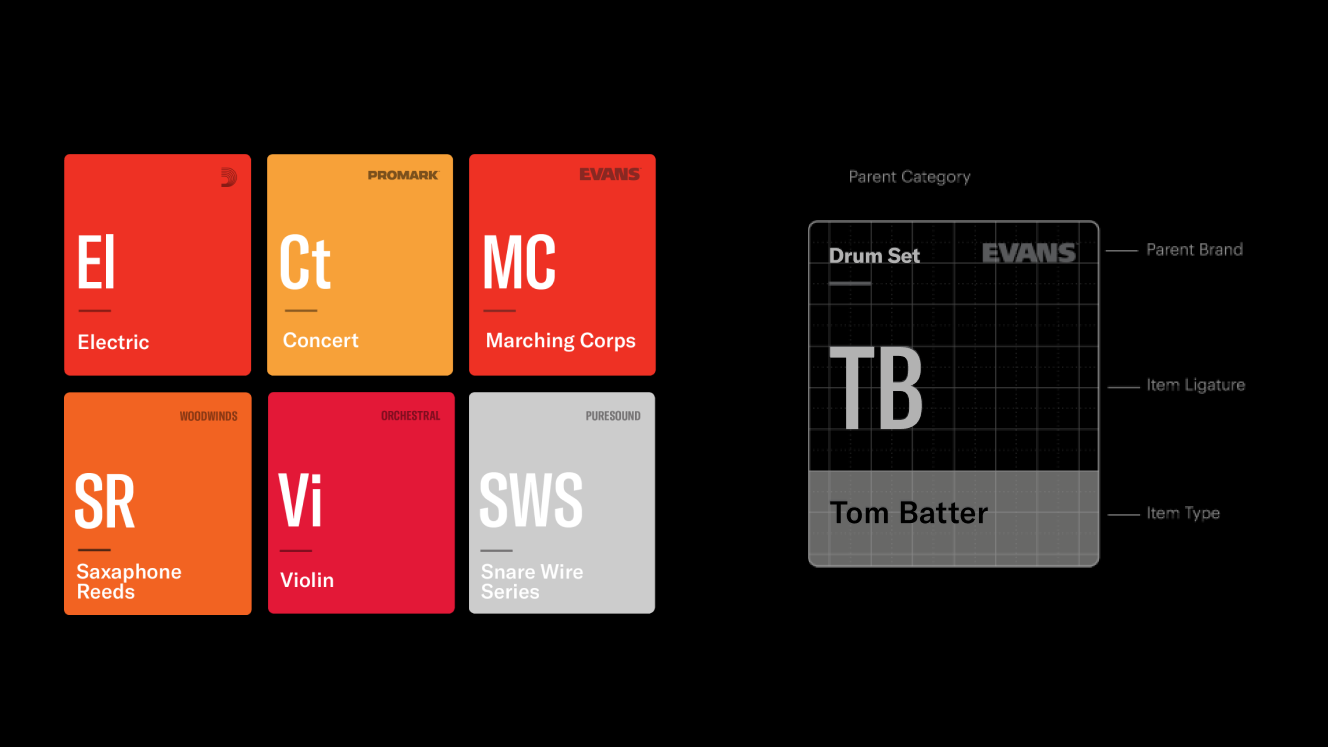 El
Electric
PROMARK
Ct
Concert
EVANS
MC
Marching Corps
WOODWINDS
SR
Saxaphone
Reeds
ORCHESTRAL
Vi
Violin
PURESOUND
SWS
Snare Wire
Series
Parent Category
Drum Set
EVANS
Parent Brand
TB
Item Ligature
Tom Batter
Item Type